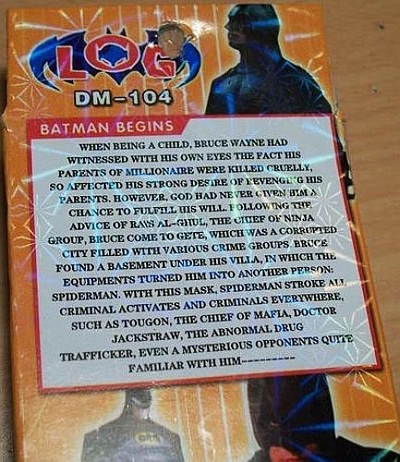 LOG
DM-104
BATMAN BEGINS
WHEN BEING A CHILD, BRUCE WAYNE HAD
WITNESSED WITH HIS OWN EYES THE FACT HIS
PARENTS OF MILLIONAIRE WERE KILLED CRUELLY,
SO AFFECTED HIS STRONG DESIRE OF REVENGING HIS
PARENTS. HOWEVER, GOD HAD NEVER GIVEN HIM A
CHANCE TO FULFILL HIS WILL. FOLLOWING THE
ADVICE OF RA'S AL-GHUL, THE CHIEF OF NINJA
GROUP, BRUCE COME TO GETE, WHICH WAS A CORRUPTED
CITY FILLED WITH VARIOUS CRIME GROUPS. BRUCE
FOUND A BASEMENT UNDER HIS VILLA, IN WHICH THE
EQUIPMENTS TURNED HIM INTO ANOTHER PERSON:
SPIDERMAN. WITH THIS MASK, SPIDERMAN STROKE ALL
CRIMINAL ACTIVATES AND CRIMINALS EVERYWHERE,
SUCH AS TOUGON, THE CHIEF OF MAFIA, DOCTOR
JACKSTRAW, THE ABNORMAL DRUG
TRAFFICKER, EVEN A MYSTERIOUS OPPONENTS QUITE
FAMILIAR WITH HIM--------